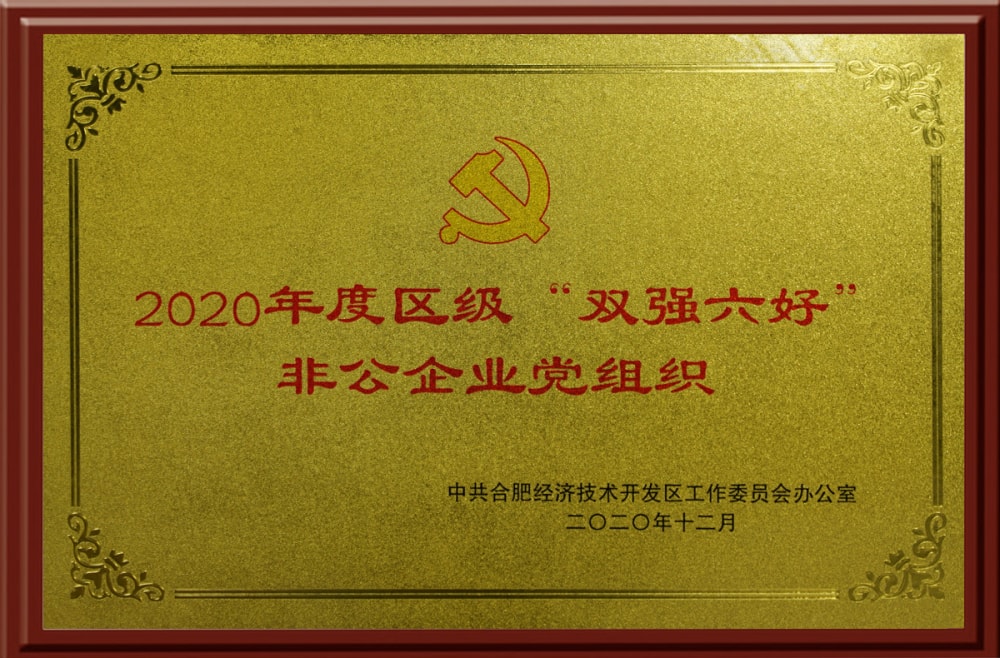 2020年度区级“双强六好”
非公企业党组织
中共合肥经济技术开发区工作委员会办公室
二〇二〇年十二月